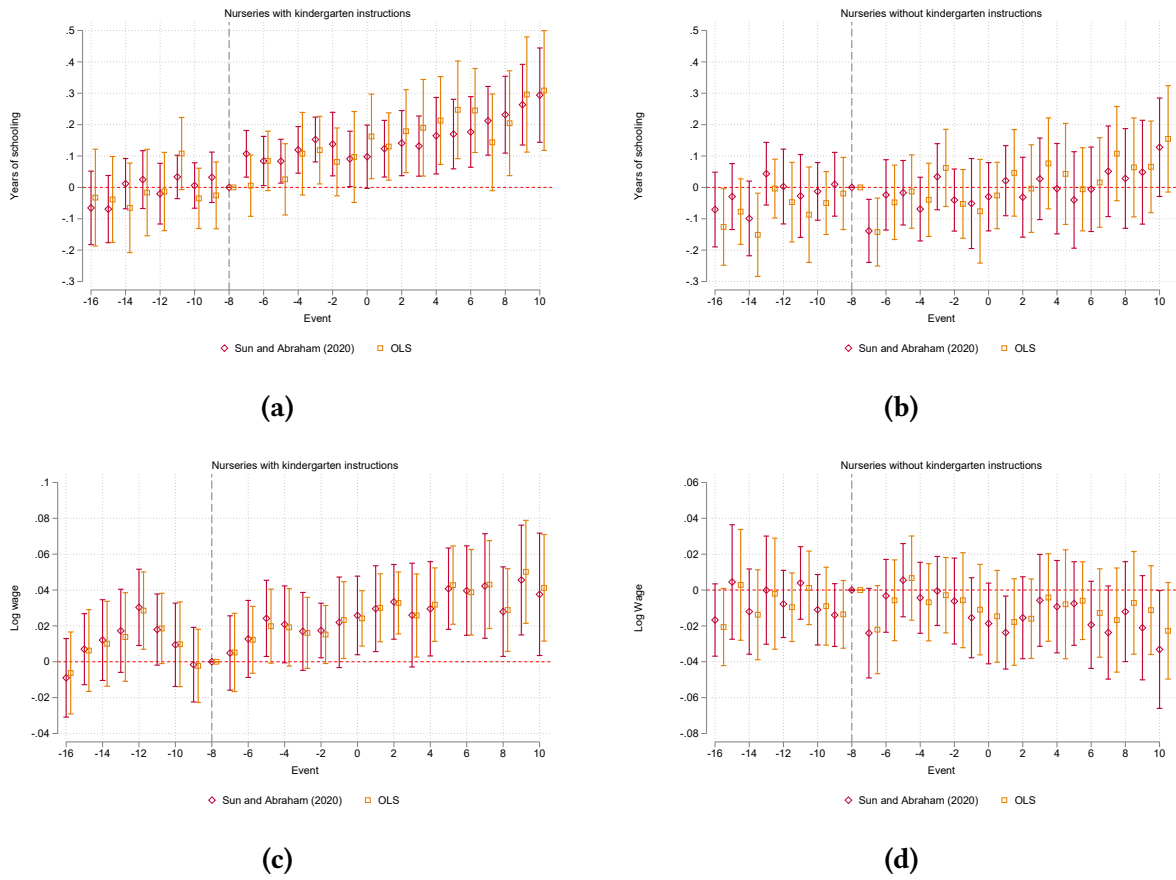 Nurseries with kindergarten instructions
Years of schooling
.5
.4
.3
.2
.1
0
-.1
-.2
-.3
-16 -14 -12 -10 -8 -6 -4 -2 0 2 4 6 8 10
Event
Sun and Abraham (2020) OLS
(a)
Nurseries without kindergarten instructions
Years of schooling
.5
.4
.3
.2
.1
0
-.1
-.2
-.3
-16 -14 -12 -10 -8 -6 -4 -2 0 2 4 6 8 10
Event
Sun and Abraham (2020) OLS
(b)
Nurseries with kindergarten instructions
Log wage
.1
.08
.06
.04
.02
0
-.02
-.04
-16 -14 -12 -10 -8 -6 -4 -2 0 2 4 6 8 10
Event
Sun and Abraham (2020) OLS
(c)
Nurseries without kindergarten instructions
Log Wage
.06
.04
.02
0
-.02
-.04
-.06
-.08
-16 -14 -12 -10 -8 -6 -4 -2 0 2 4 6 8 10
Event
Sun and Abraham (2020) OLS
(d)